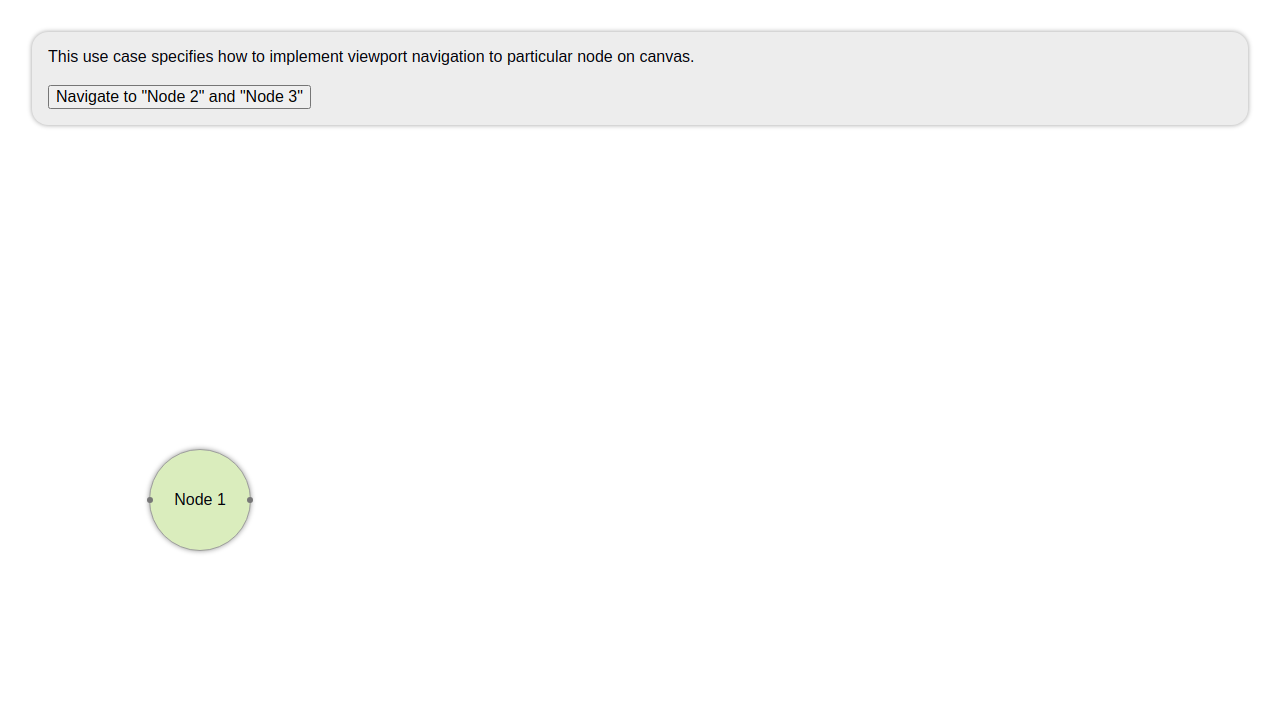 This use case specifies how to implement viewport navigation to particular node on canvas.
Navigate to "Node 2" and "Node 3"
Node 1